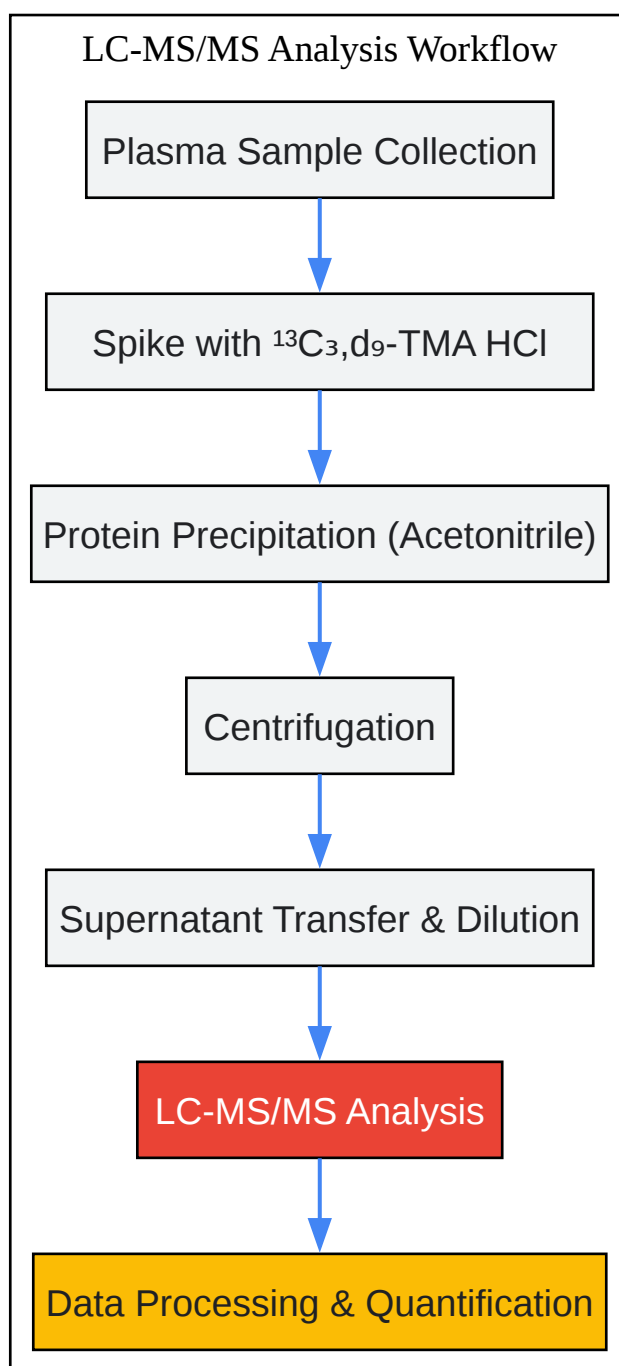 LC-MS/MS Analysis Workflow
Plasma Sample Collection
Spike with ¹³C₃,d₉-TMA HCl
Protein Precipitation (Acetonitrile)
Centrifugation
Supernatant Transfer & Dilution
LC-MS/MS Analysis
Data Processing & Quantification